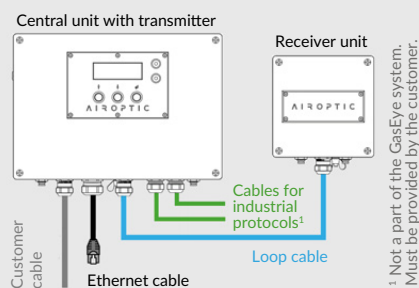 Central unit with transmitter
Receiver unit
AIROPTIC
AIROPTIC
Cables for
industrial
protocols¹
Loop cable
Customer
cable
Ethernet cable
¹ Not a part of the GasEye system.
Must be provided by the customer.